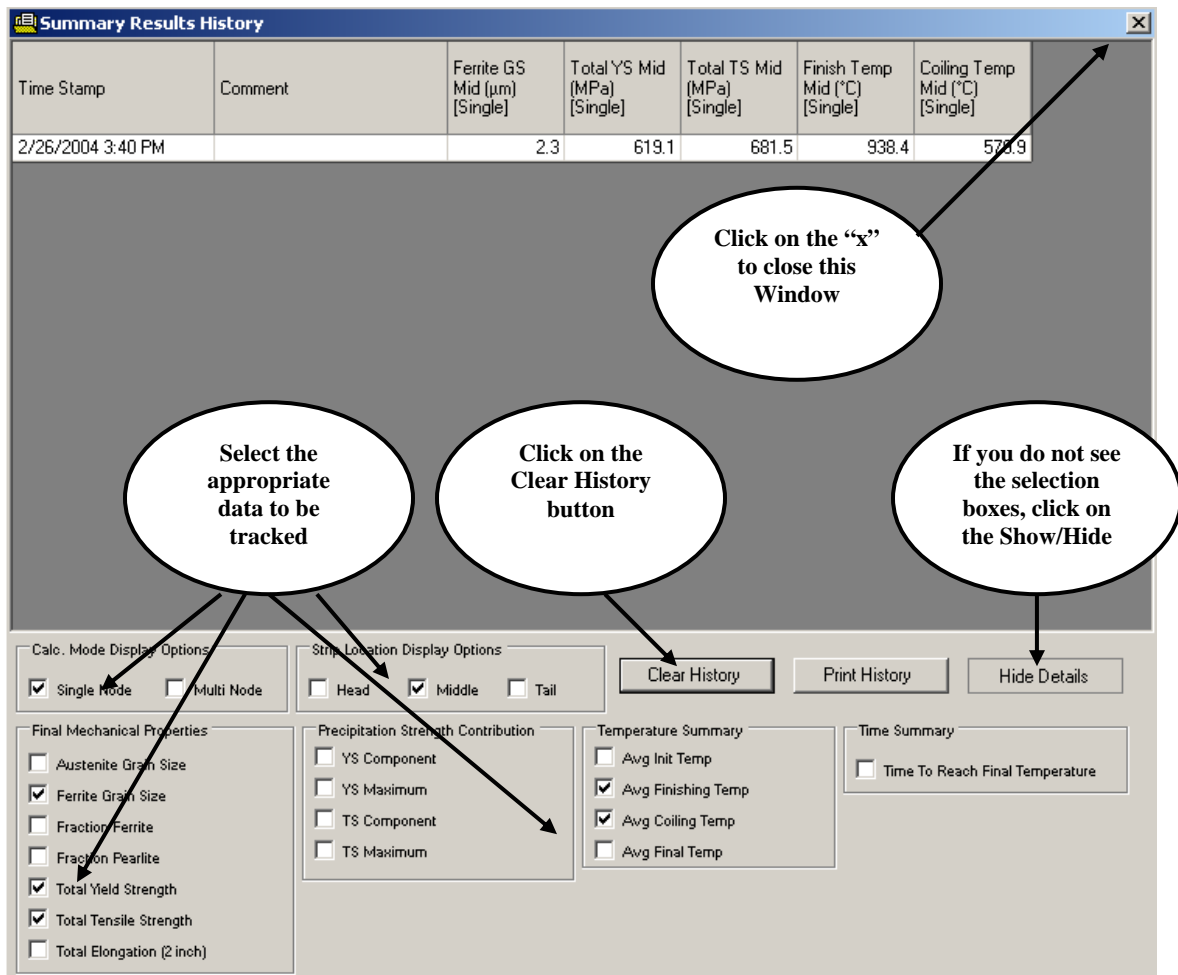 Summary Results History
Time Stamp
Comment
Ferrite GS
Mid (µm)
[Single]
Total YS Mid
(MPa)
[Single]
Total TS Mid
(MPa)
[Single]
Finish Temp
Mid (°C)
[Single]
Coiling Temp
Mid (°C)
[Single]
2/26/2004 3:40 PM
2.3
619.1
681.5
938.4
Click on the “x”
to close this
Window
Select the
appropriate
data to be
tracked
Click on the
Clear History
button
If you do not see
the selection
boxes, click on
the Show/Hide
Calc. Mode Display Options
Single Node
Multi Node
Strip Location Display Options
Head
Middle
Tail
Clear History
Print History
Hide Details
Final Mechanical Properties
Austenite Grain Size
Ferrite Grain Size
Fraction Ferrite
Fraction Pearlite
Total Yield Strength
Total Tensile Strength
Total Elongation (2 inch)
Precipitation Strength Contribution
YS Component
YS Maximum
TS Component
TS Maximum
Temperature Summary
Avg Init Temp
Avg Finishing Temp
Avg Coiling Temp
Avg Final Temp
Time Summary
Time To Reach Final Temperature